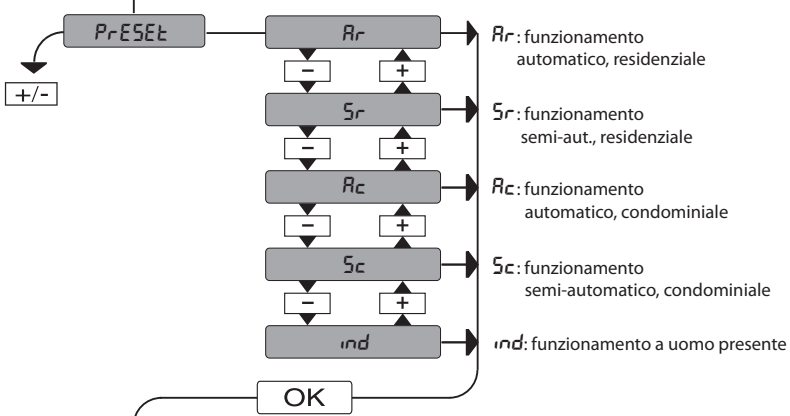 PrESEt
Ar
Ar: funzionamento
automatico, residenziale
+/-
- +
Sr
Sr: funzionamento
semi-aut., residenziale
- +
Ac
Ac: funzionamento
automatico, condominiale
- +
Sc
Sc: funzionamento
semi-automatico, condominiale
- +
ind
ind: funzionamento a uomo presente
OK